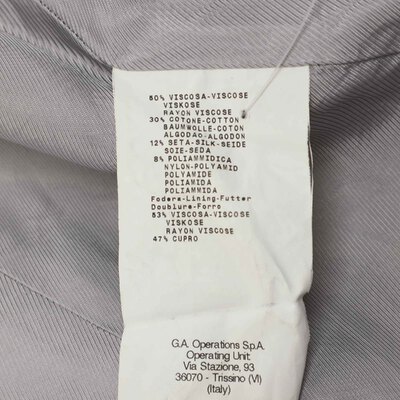 60% VISCOSA-VISCOSE
VISKOSE
RAYON VISCOSE
30% COTONE-COTTON
BAUMWOLLE-COTON
ALGODAO-ALGODON
12% SETA-SILK-SEIDE
SOIE-SEDA
8% POLIAMMIDICA
NYLON-POLYAMID
POLYAMIDE
POLIAMIDA
POLIAMIDA
Fodera-Lining-Futter
Doublure-Forro
53% VISCOSA-VISCOSE
VISKOSE
RAYON VISCOSE
47% CUPRO
G.A. Operations S.p.A.
Operating Unit:
Via Stazione, 93
36070 - Trissino (VI)
(Italy)